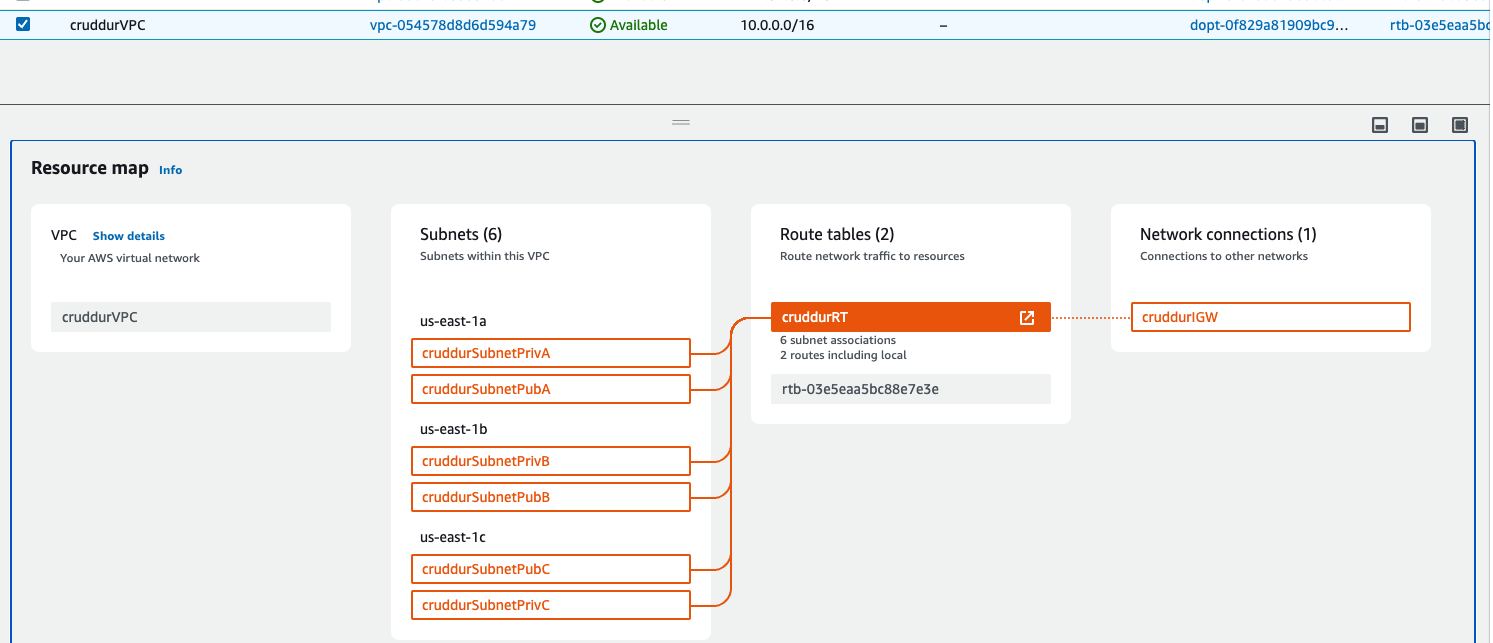 cruddurVPC vpc-054578d8d6d594a79 Available 10.0.0.0/16 – dopt-0f829a81909bc9... rtb-03e5eaa5bc
Resource map Info
VPC Show details
Your AWS virtual network
cruddurVPC
Subnets (6)
Subnets within this VPC
us-east-1a
cruddurSubnetPrivA
cruddurSubnetPubA
us-east-1b
cruddurSubnetPrivB
cruddurSubnetPubB
us-east-1c
cruddurSubnetPubC
cruddurSubnetPrivC
Route tables (2)
Route network traffic to resources
cruddurRT
6 subnet associations
2 routes including local
rtb-03e5eaa5bc88e7e3e
Network connections (1)
Connections to other networks
cruddurIGW